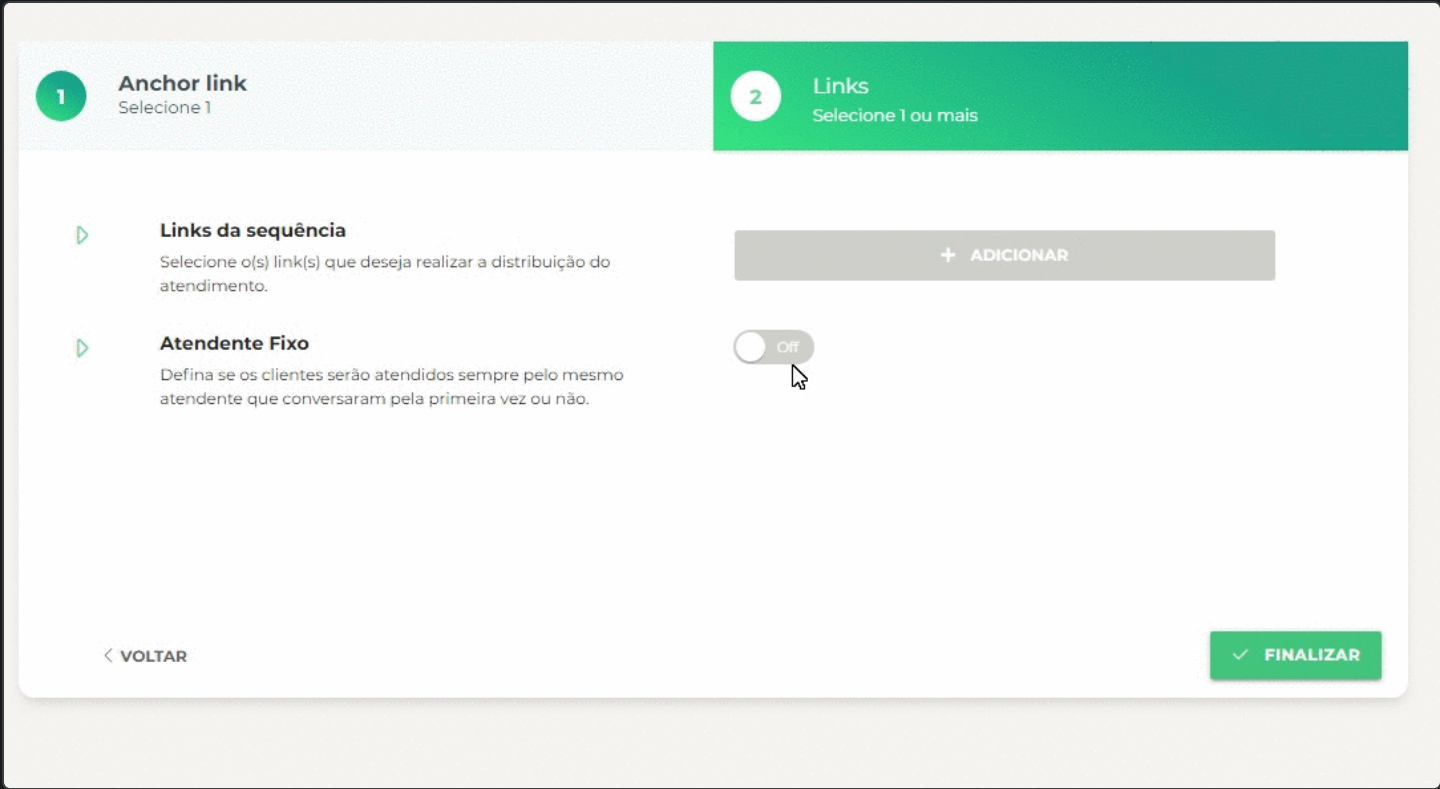 1
Anchor link
Selecione 1
2
Links
Selecione 1 ou mais
Links da sequência
Selecione o(s) link(s) que deseja realizar a distribuição do
atendimento.
+ ADICIONAR
Atendente Fixo
Defina se os clientes serão atendidos sempre pelo mesmo
atendente que conversaram pela primeira vez ou não.
Off
VOLTAR
FINALIZAR